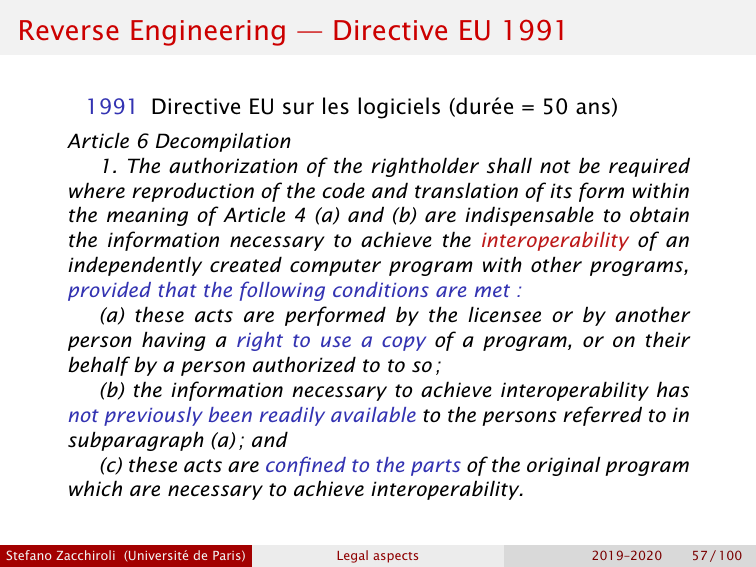 Reverse Engineering — Directive EU 1991
1991 Directive EU sur les logiciels (durée = 50 ans)
Article 6 Decompilation
1. The authorization of the rightholder shall not be required
where reproduction of the code and translation of its form within
the meaning of Article 4 (a) and (b) are indispensable to obtain
the information necessary to achieve the interoperability of an
independently created computer program with other programs,
provided that the following conditions are met :
(a) these acts are performed by the licensee or by another
person having a right to use a copy of a program, or on their
behalf by a person authorized to to so ;
(b) the information necessary to achieve interoperability has
not previously been readily available to the persons referred to in
subparagraph (a) ; and
(c) these acts are confined to the parts of the original program
which are necessary to achieve interoperability.
Stefano Zacchiroli (Université de Paris) Legal aspects 2019–2020 57 / 100